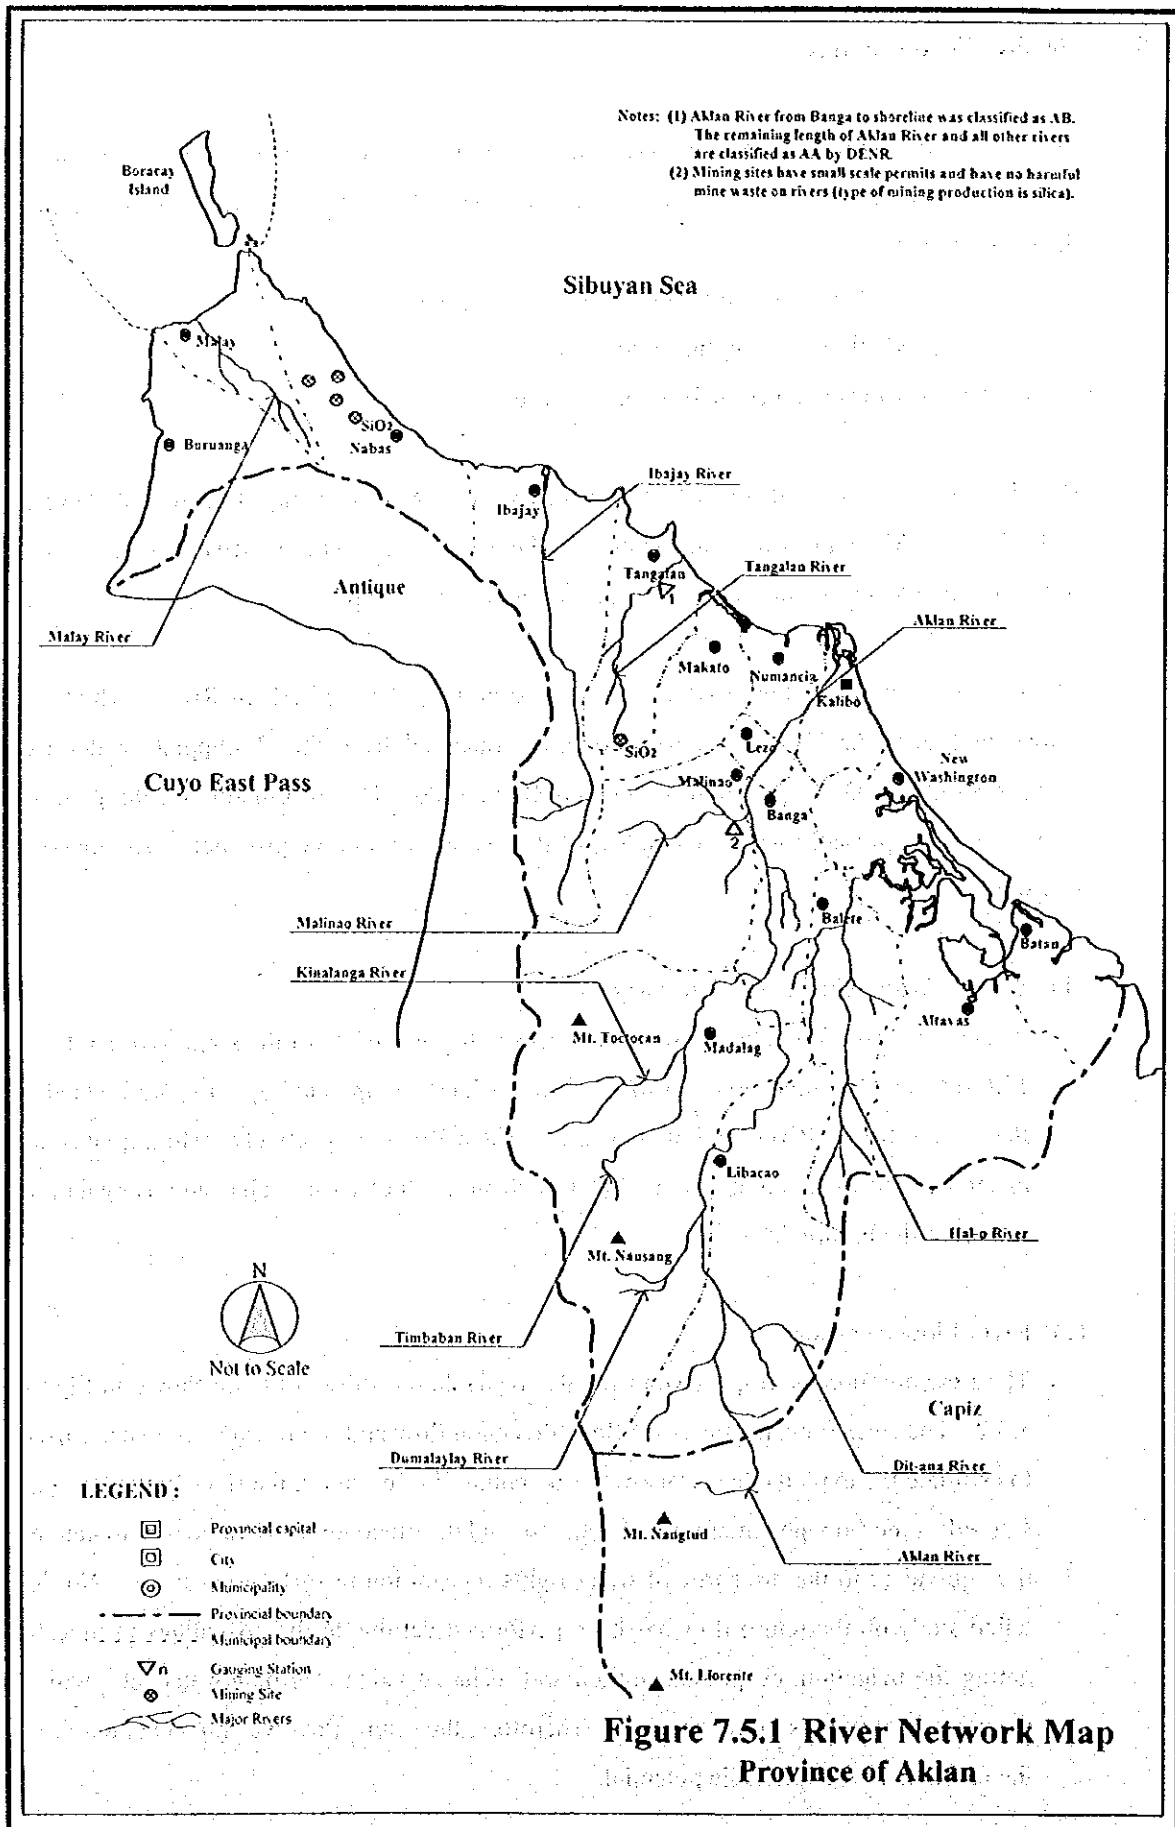 Notes: (1) Aklan River from Banga to shoreline was classified as AB.
The remaining length of Aklan River and all other rivers
are classified as AA by DENR.
(2) Mining sites have small scale permits and have no harmful
mine waste on rivers (type of mining production is silica).
Boracay
Island
Sibuyan Sea
Malay
SiO2
Buruanga
Nabas
Ibajay River
Ibajay
Tangalan
Tangalan River
Antique
1
Aklan River
Malay River
Makato
Numancia
Kalibo
SiO2
Lezo
New
Washington
Cuyo East Pass
Malinao
Banga
2
Malinao River
Balete
Batan
Kinalanga River
Altavas
Mt. Toctocan
Madalag
Libacao
Hal-o River
Mt. Nausang
N
Timbaban River
Not to Scale
Capiz
Dumalaylay River
Dit-ana River
LEGEND :
Provincial capital
Mt. Nangtud
City
Aklan River
Municipality
Provincial boundary
Municipal boundary
n Gauging Station
Mining Site
Mt. Llorente
Major Rivers
Figure 7.5.1 River Network Map
Province of Aklan